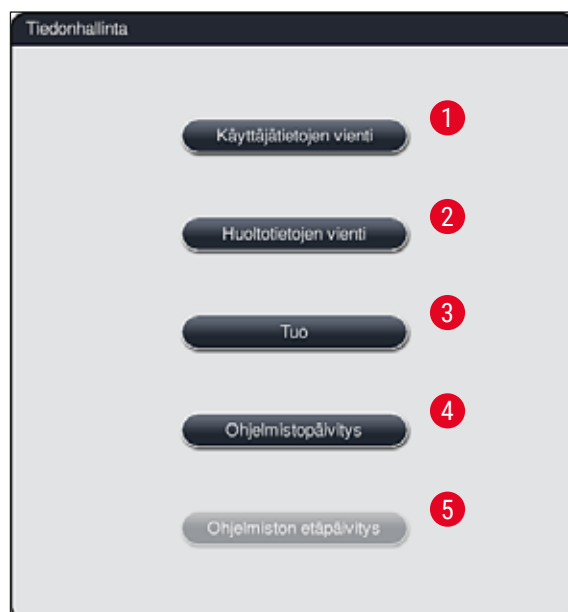 Tiedonhallinta
Käyttäjätietojen vienti
1
Huoltotietojen vienti
2
Tuo
3
Ohjelmistopäivitys
4
Ohjelmiston etäpäivitys
5